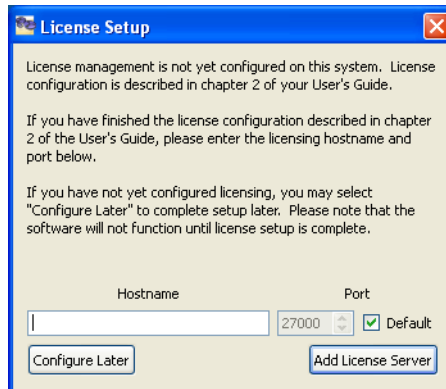 License Setup
License management is not yet configured on this system. License
configuration is described in chapter 2 of your User's Guide.
If you have finished the license configuration described in chapter
2 of the User's Guide, please enter the licensing hostname and
port below.
If you have not yet configured licensing, you may select
"Configure Later" to complete setup later. Please note that the
software will not function until license setup is complete.
Hostname Port
27000 Default
Configure Later Add License Server